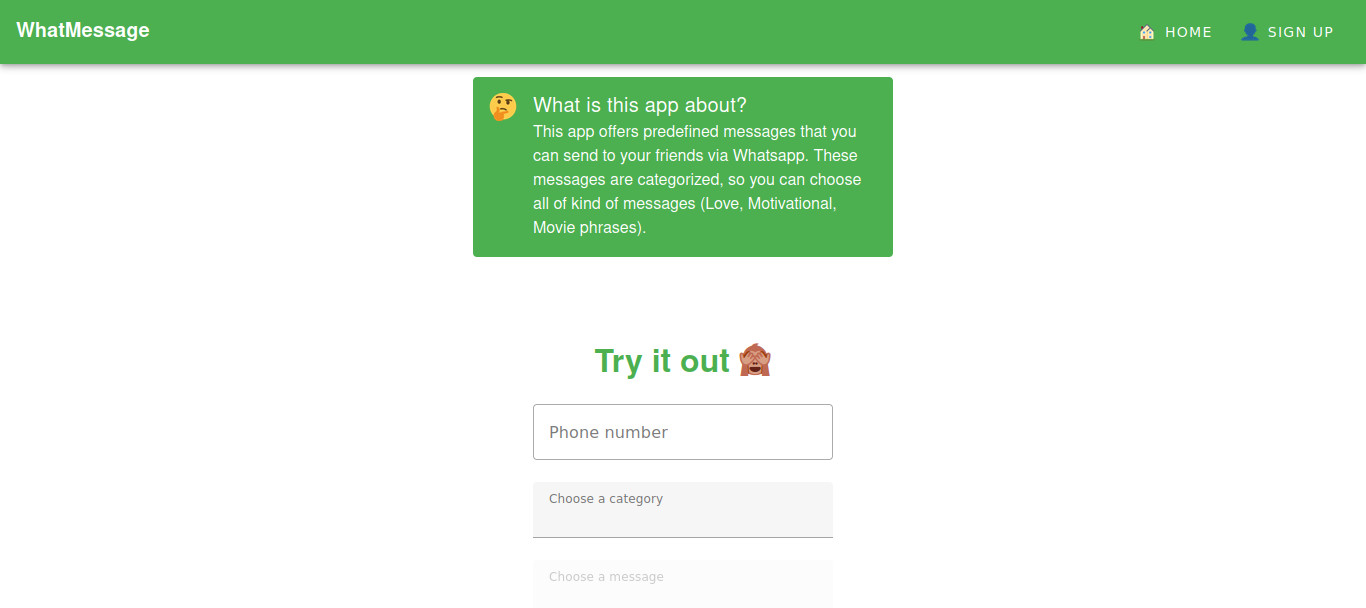 WhatMessage
HOME
SIGN UP
What is this app about?
This app offers predefined messages that you
can send to your friends via Whatsapp. These
messages are categorized, so you can choose
all of kind of messages (Love, Motivational,
Movie phrases).
Try it out
Phone number
Choose a category
Choose a message